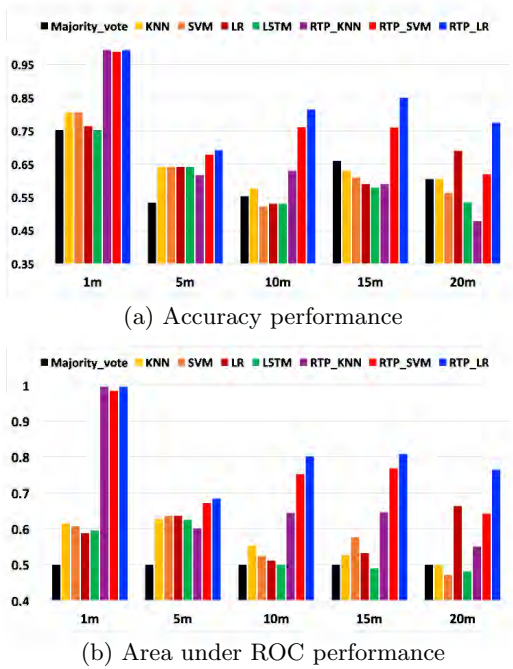 Majority_vote KNN SVM LR L5TM RTP_KNN RTP_SVM RTP_LR
0.95
0.85
0.75
0.65
0.55
0.45
0.35
1m 5m 10m 15m 20m
(a) Accuracy performance
Majority_vote KNN SVM LR L5TM RTP_KNN RTP_SVM RTP_LR
1
0.9
0.8
0.7
0.6
0.5
0.4
1m 5m 10m 15m 20m
(b) Area under ROC performance